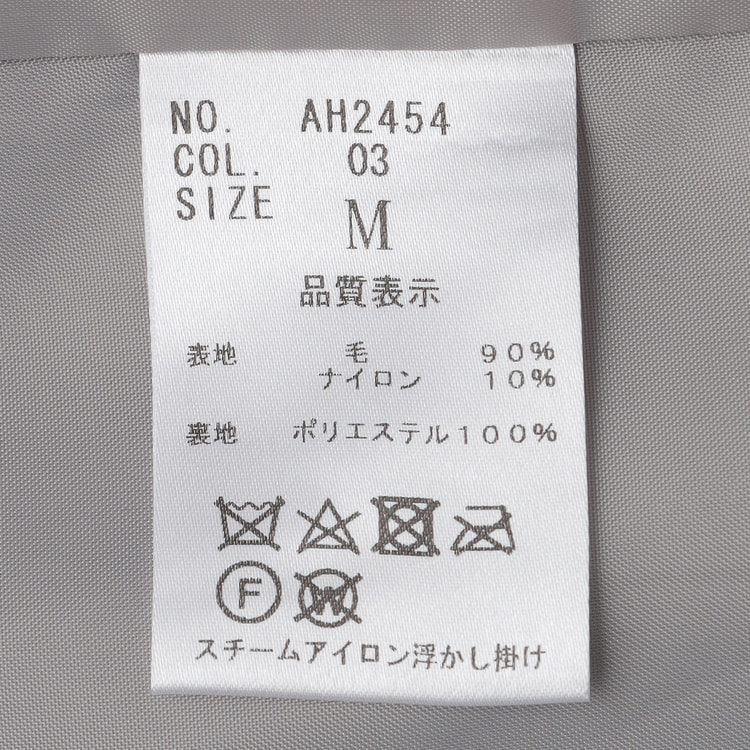 NO. AH2454
COL. 03
SIZE M
品質表示
表地 毛 90%
ナイロン 10%
裏地 ポリエステル100%
F W
スチームアイロン浮かし掛け